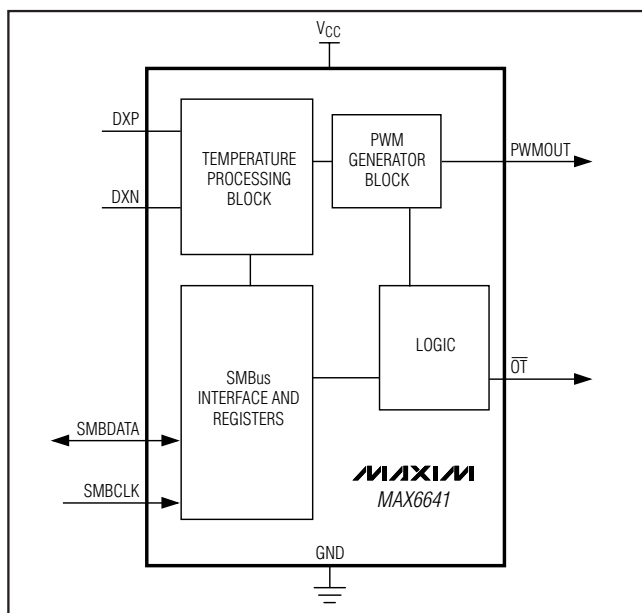 VCC
DXP
DXN
TEMPERATURE
PROCESSING
BLOCK
PWM
GENERATOR
BLOCK
PWMOUT
SMBus
INTERFACE AND
REGISTERS
LOGIC
O̅T̅
SMBDATA
SMBCLK
MAXIM
MAX6641
GND